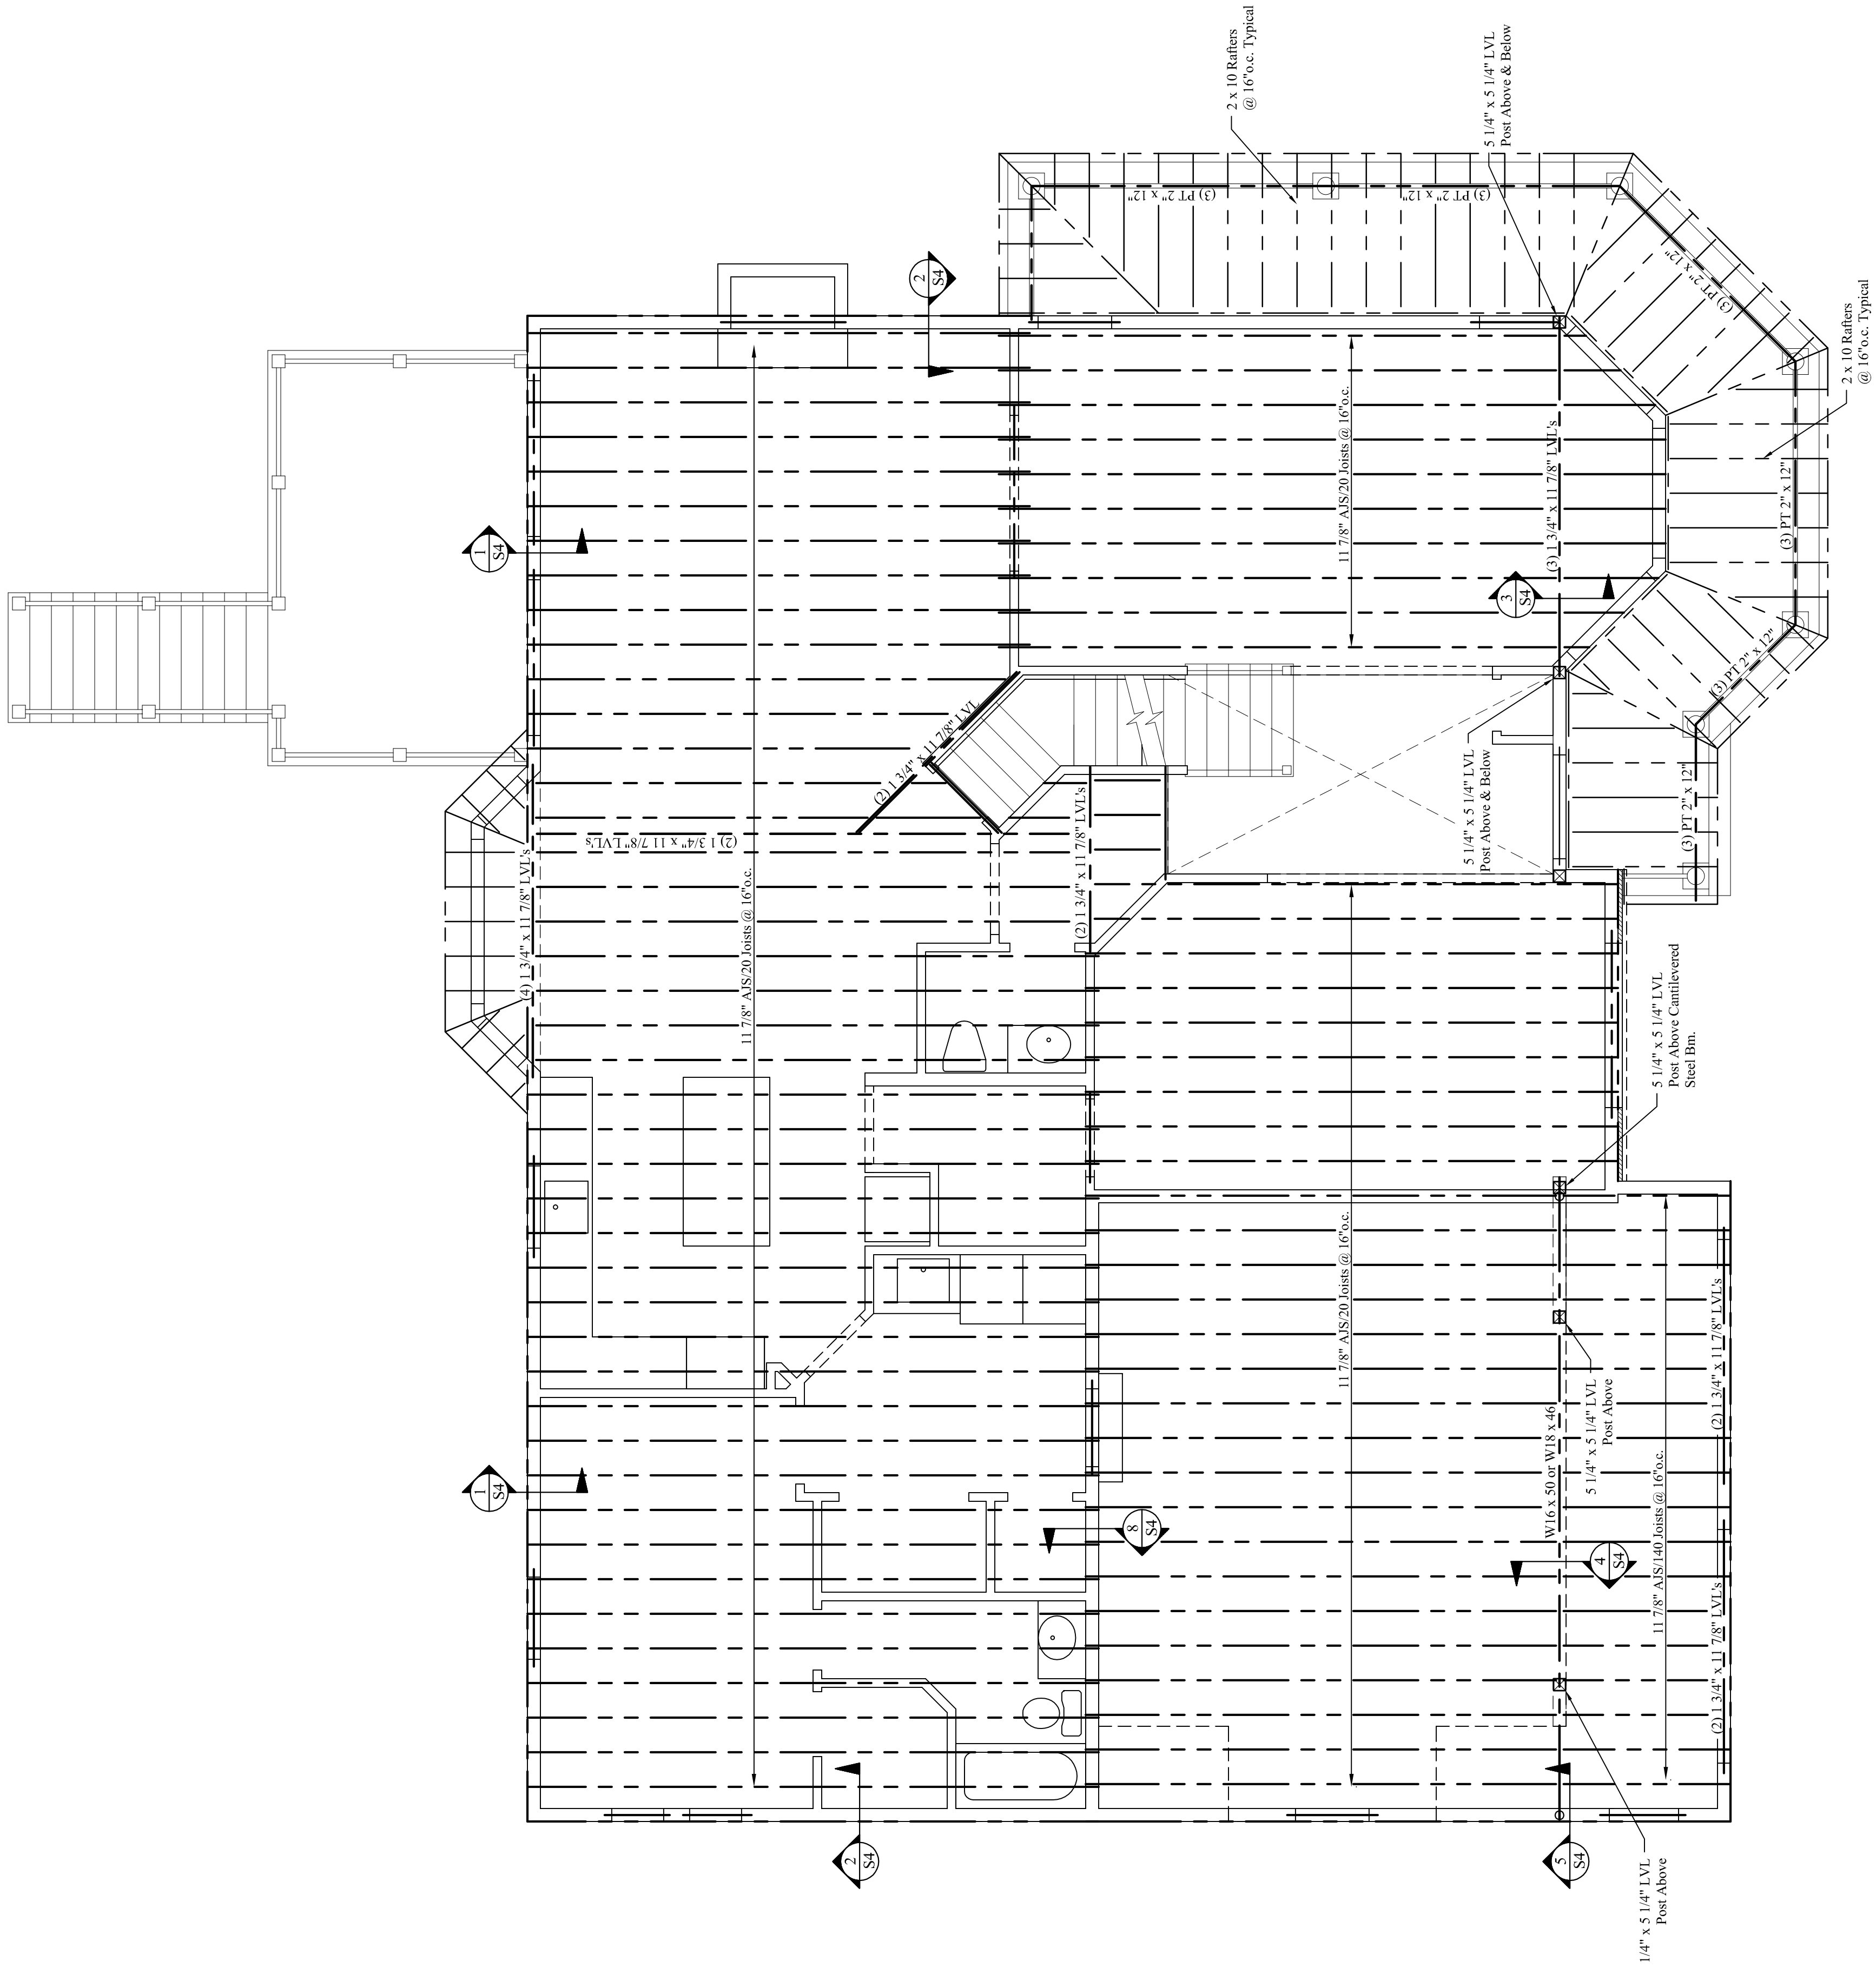 2 x 10 Rafters
@ 16"o.c. Typical
5 1/4" x 5 1/4" LVL
Post Above & Below
(3) PT 2" x 12"
(3) PT 2" x 12"
(3) PT 2" x 12"
2 x 10 Rafters
@ 16"o.c. Typical
(3) PT 2" x 12"
(3) PT 2" x 12"
(3) PT 2" x 12"
2
S4
1
S4
3
S4
11 7/8" AJS/20 Joists @ 16"o.c.
(3) 1 3/4" x 11 7/8" LVL's
(2) 1 3/4" x 11 7/8" LVL
(2) 1 3/4" x 11 7/8" LVL's
(4) 1 3/4" x 11 7/8" LVL's
11 7/8" AJS/20 Joists @ 16"o.c.
(2) 1 3/4" x 11 7/8" LVL's
5 1/4" x 5 1/4" LVL
Post Above & Below
5 1/4" x 5 1/4" LVL
Post Above Cantilevered
Steel Bm.
11 7/8" AJS/20 Joists @ 16"o.c.
W16 x 50 or W18 x 46
5 1/4" x 5 1/4" LVL
Post Above
11 7/8" AJS/140 Joists @ 16"o.c.
(2) 1 3/4" x 11 7/8" LVL's
(2) 1 3/4" x 11 7/8" LVL's
1
S4
8
S4
4
S4
2
S4
5
S4
1/4" x 5 1/4" LVL
Post Above